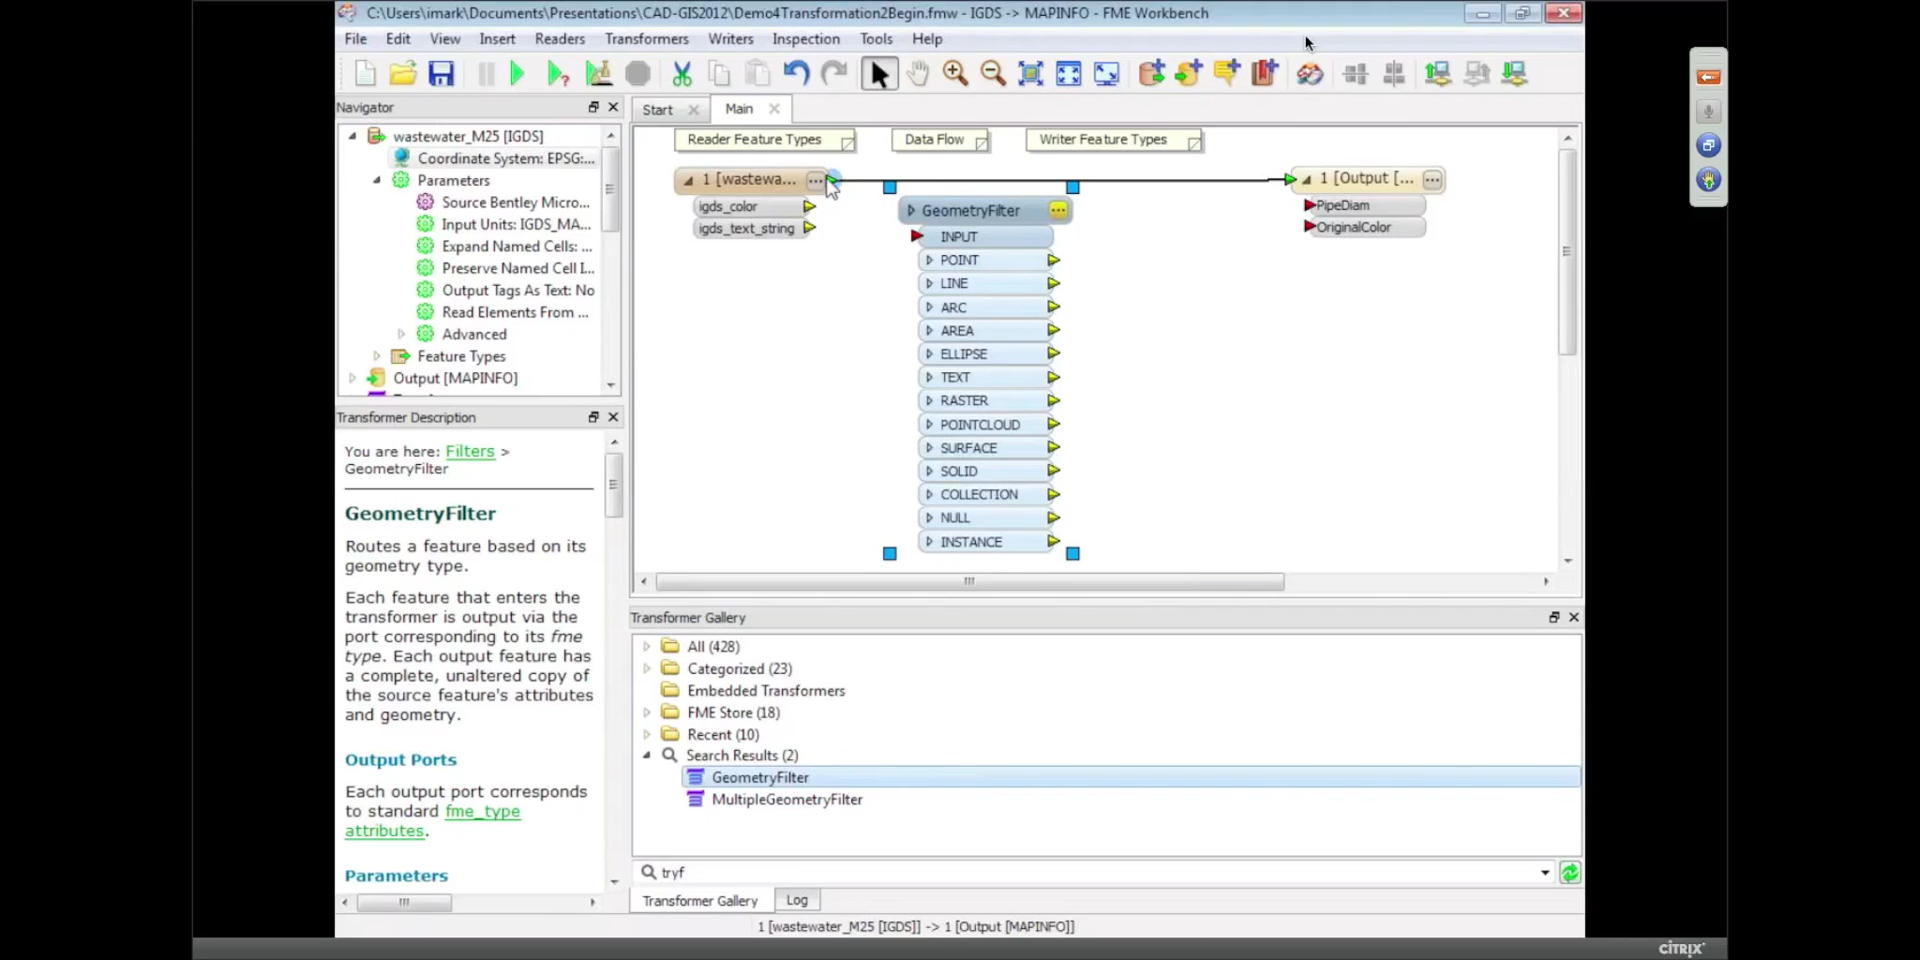 C:\Users\imark\Documents\Presentations\CAD-GIS2012\Demo4Transformation2Begin.fmw - IGDS -> MAPINFO - FME Workbench
File Edit View Insert Readers Transformers Writers Inspection Tools Help
Navigator
wastewater_M25 [IGDS]
Coordinate System: EPSG:...
Parameters
Source Bentley Micro...
Input Units: IGDS_MA...
Expand Named Cells: ...
Preserve Named Cell I...
Output Tags As Text: No
Read Elements From ...
Advanced
Feature Types
Output [MAPINFO]
Transformer Description
You are here: Filters >
GeometryFilter
GeometryFilter
Routes a feature based on its
geometry type.
Each feature that enters the
transformer is output via the
port corresponding to its fme
type. Each output feature has
a complete, unaltered copy of
the source feature's attributes
and geometry.
Output Ports
Each output port corresponds
to standard fme_type
attributes.
Parameters
Start Main
Reader Feature Types Data Flow Writer Feature Types
1 [wastewa... ...
igds_color
igds_text_string
GeometryFilter ...
INPUT
POINT
LINE
ARC
AREA
ELLIPSE
TEXT
RASTER
POINTCLOUD
SURFACE
SOLID
COLLECTION
NULL
INSTANCE
1 [Output [... ...
PipeDiam
OriginalColor
Transformer Gallery
All (428)
Categorized (23)
Embedded Transformers
FME Store (18)
Recent (10)
Search Results (2)
GeometryFilter
MultipleGeometryFilter
tryf
Transformer Gallery Log
1 [wastewater_M25 [IGDS]] -> 1 [Output [MAPINFO]]
CITRIX